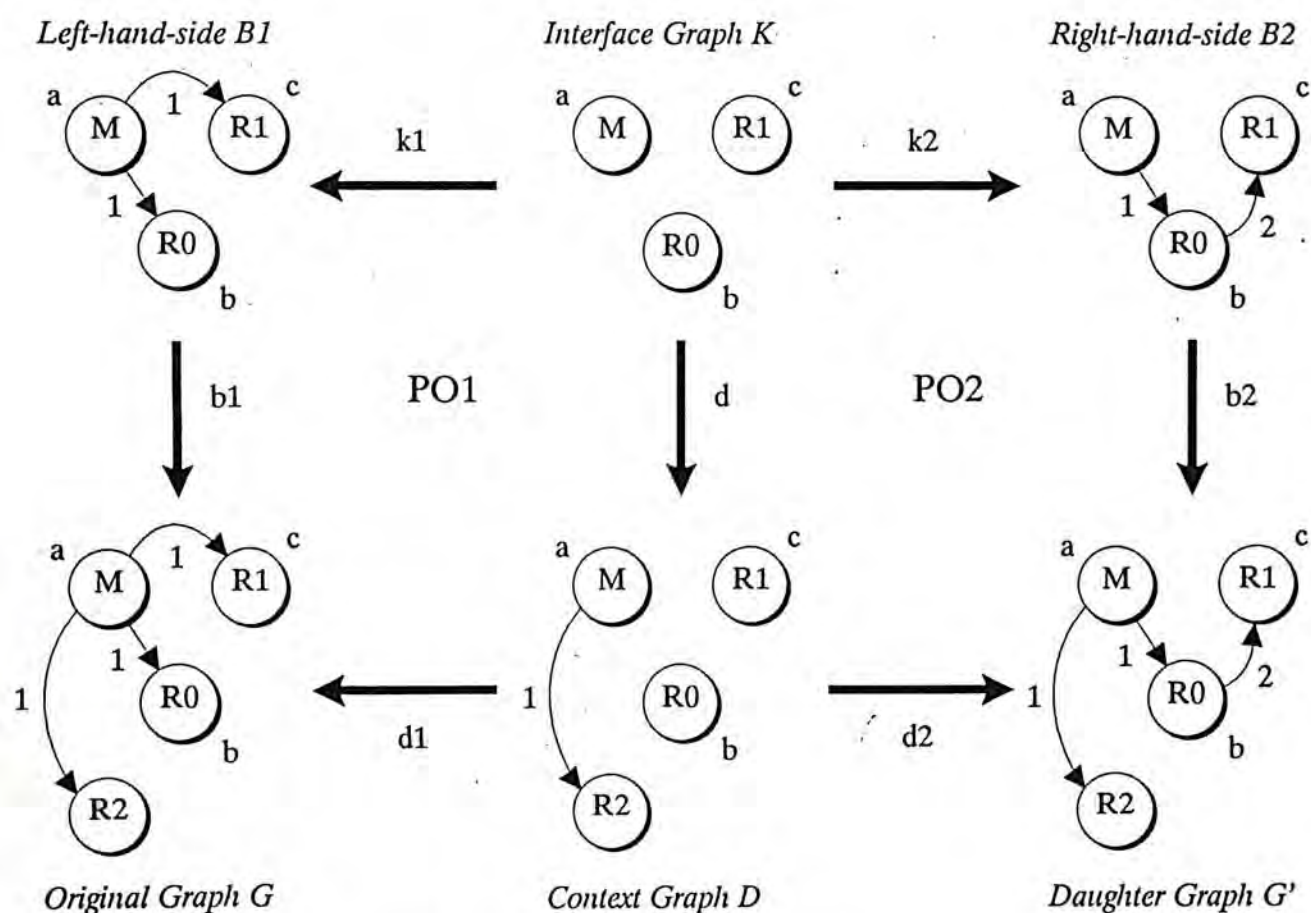 Left-hand-side B1 Interface Graph K Right-hand-side B2
a M 1 R1 c
1 R0 b
k1
a M R1 c
R0 b
k2
a M R1 c
1 R0 2 b
b1 PO1 d PO2 b2
a M 1 R1 c
1 R0 b
1 R2
d1
a M R1 c
R0 b
1 R2
d2
a M R1 c
1 R0 2 b
1 R2
Original Graph G Context Graph D Daughter Graph G'